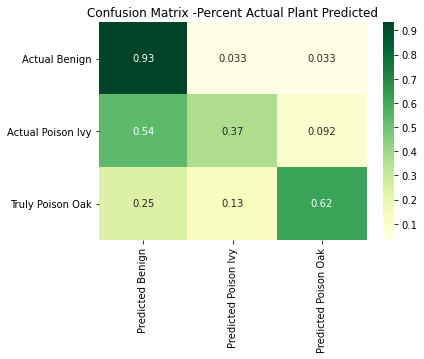 Confusion Matrix -Percent Actual Plant Predicted
Actual Benign
0.93 0.033 0.033
Actual Poison Ivy
0.54 0.37 0.092
Truly Poison Oak
0.25 0.13 0.62
Predicted Benign
Predicted Poison Ivy
Predicted Poison Oak
0.9
0.8
0.7
0.6
0.5
0.4
0.3
0.2
0.1